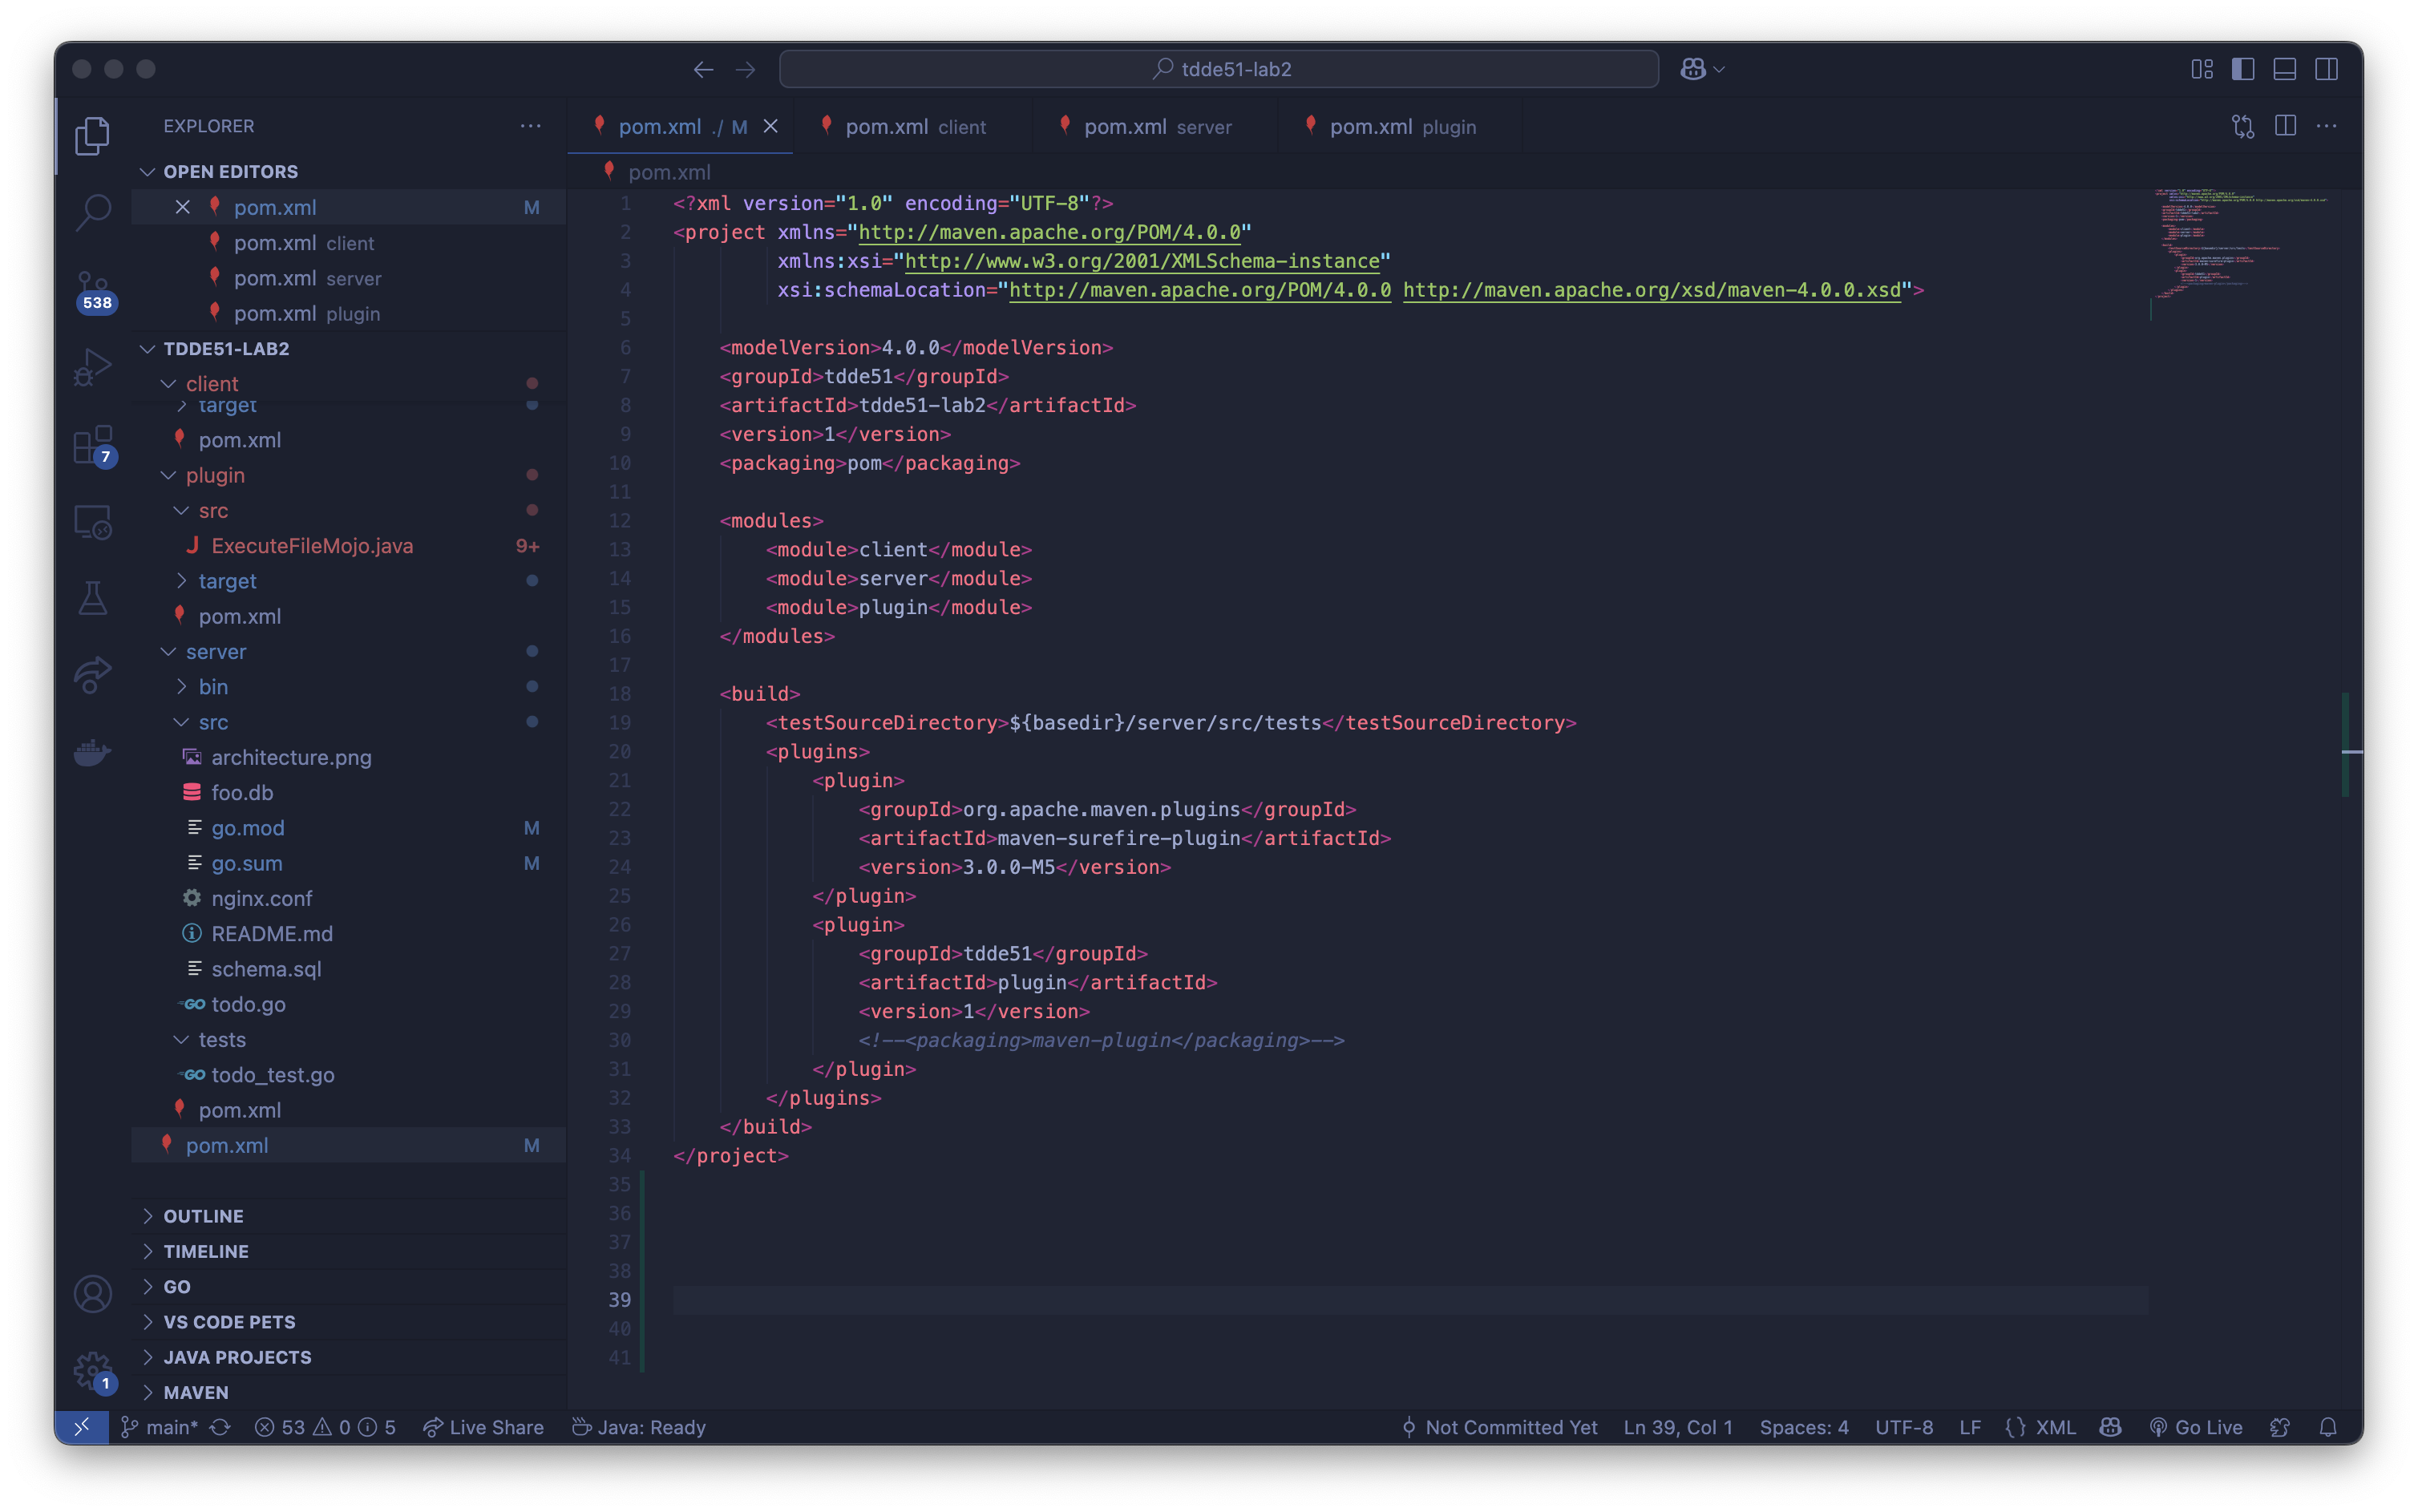 tdde51-lab2
EXPLORER
OPEN EDITORS
pom.xml M
pom.xml client
pom.xml server
pom.xml plugin
TDDE51-LAB2
client
target
pom.xml
plugin
src
ExecuteFileMojo.java 9+
target
pom.xml
server
bin
src
architecture.png
foo.db
go.mod M
go.sum M
nginx.conf
README.md
schema.sql
GO todo.go
tests
GO todo_test.go
pom.xml
pom.xml M
OUTLINE
TIMELINE
GO
VS CODE PETS
JAVA PROJECTS
MAVEN
538
7
1
pom.xml ./ M
pom.xml client
pom.xml server
pom.xml plugin
pom.xml
1 <?xml version="1.0" encoding="UTF-8"?>
2 <project xmlns="http://maven.apache.org/POM/4.0.0"
3 xmlns:xsi="http://www.w3.org/2001/XMLSchema-instance"
4 xsi:schemaLocation="http://maven.apache.org/POM/4.0.0 http://maven.apache.org/xsd/maven-4.0.0.xsd">
5
6 <modelVersion>4.0.0</modelVersion>
7 <groupId>tdde51</groupId>
8 <artifactId>tdde51-lab2</artifactId>
9 <version>1</version>
10 <packaging>pom</packaging>
11
12 <modules>
13 <module>client</module>
14 <module>server</module>
15 <module>plugin</module>
16 </modules>
17
18 <build>
19 <testSourceDirectory>${basedir}/server/src/tests</testSourceDirectory>
20 <plugins>
21 <plugin>
22 <groupId>org.apache.maven.plugins</groupId>
23 <artifactId>maven-surefire-plugin</artifactId>
24 <version>3.0.0-M5</version>
25 </plugin>
26 <plugin>
27 <groupId>tdde51</groupId>
28 <artifactId>plugin</artifactId>
29 <version>1</version>
30 <!--<packaging>maven-plugin</packaging>-->
31 </plugin>
32 </plugins>
33 </build>
34 </project>
35
36
37
38
39
40
41
main* 53 0 5 Live Share Java: Ready Not Committed Yet Ln 39, Col 1 Spaces: 4 UTF-8 LF {} XML Go Live